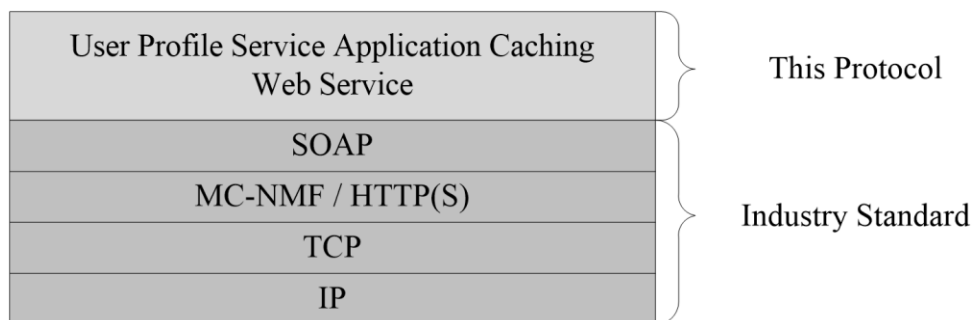 User Profile Service Application Caching
Web Service
This Protocol
SOAP
MC-NMF / HTTP(S)
TCP
IP
Industry Standard